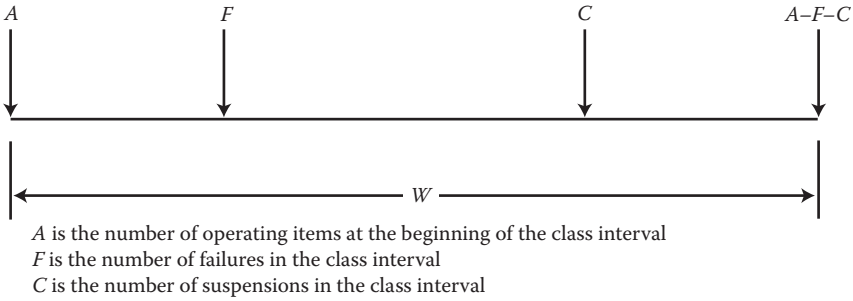 A F C A–F–C
W
A is the number of operating items at the beginning of the class interval
F is the number of failures in the class interval
C is the number of suspensions in the class interval